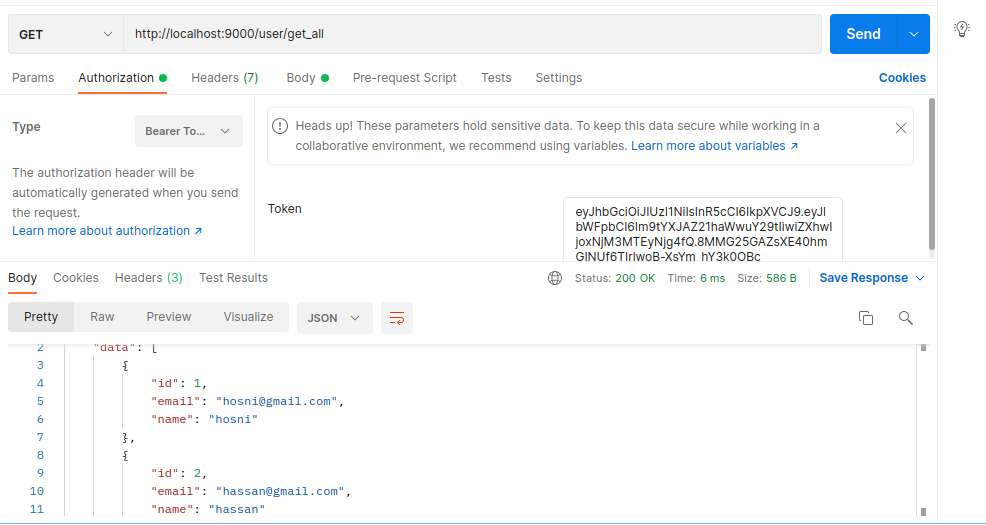 GET http://localhost:9000/user/get_all Send
Params Authorization Headers (7) Body Pre-request Script Tests Settings Cookies
Type Bearer To...
The authorization header will be
automatically generated when you send
the request.
Learn more about authorization ↗
Heads up! These parameters hold sensitive data. To keep this data secure while working in a
collaborative environment, we recommend using variables. Learn more about variables ↗
Token
eyJhbGciOiJIUzI1NiIsInR5cCI6IkpXVCJ9.eyJl
bWFpbCI6Im9tYXJAZ21haWwuY29tIiwiZXhwI
joxNjM3MTEyNjg4fQ.8MMG25GAZsXE40hm
Body Cookies Headers (3) Test Results Status: 200 OK Time: 6 ms Size: 586 B Save Response
Pretty Raw Preview Visualize JSON
2 "data": [
3 {
4 "id": 1,
5 "email": "hosni@gmail.com",
6 "name": "hosni"
7 },
8 {
9 "id": 2,
10 "email": "hassan@gmail.com",
11 "name": "hassan"